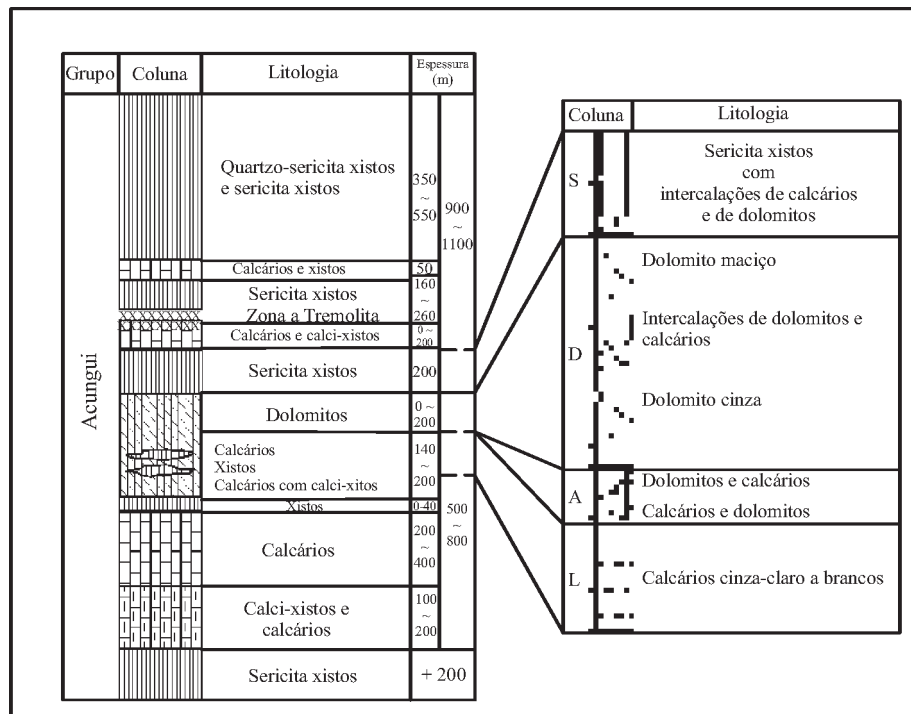 Grupo Coluna Litologia Espessura
(m)
Acungui
Quartzo-sericita xistos
e sericita xistos
350
~
550
900
~
1100
Calcários e xistos 50
Sericita xistos
Zona a Tremolita
160
~
260
Calcários e calci-xistos
0 ~
200
Sericita xistos 200
Dolomitos
0 ~
200
Calcários
Xistos
Calcários com calci-xitos
140
~
200
Xistos 0-40
500
~
800
Calcários
200
~
400
Calci-xistos e
calcários
100
~
200
Sericita xistos + 200
Coluna Litologia
S
Sericita xistos
com
intercalações de calcários
e de dolomitos
D
Dolomito maciço
Intercalações de dolomitos e
calcários
Dolomito cinza
A
Dolomitos e calcários
Calcários e dolomitos
L
Calcários cinza-claro a brancos